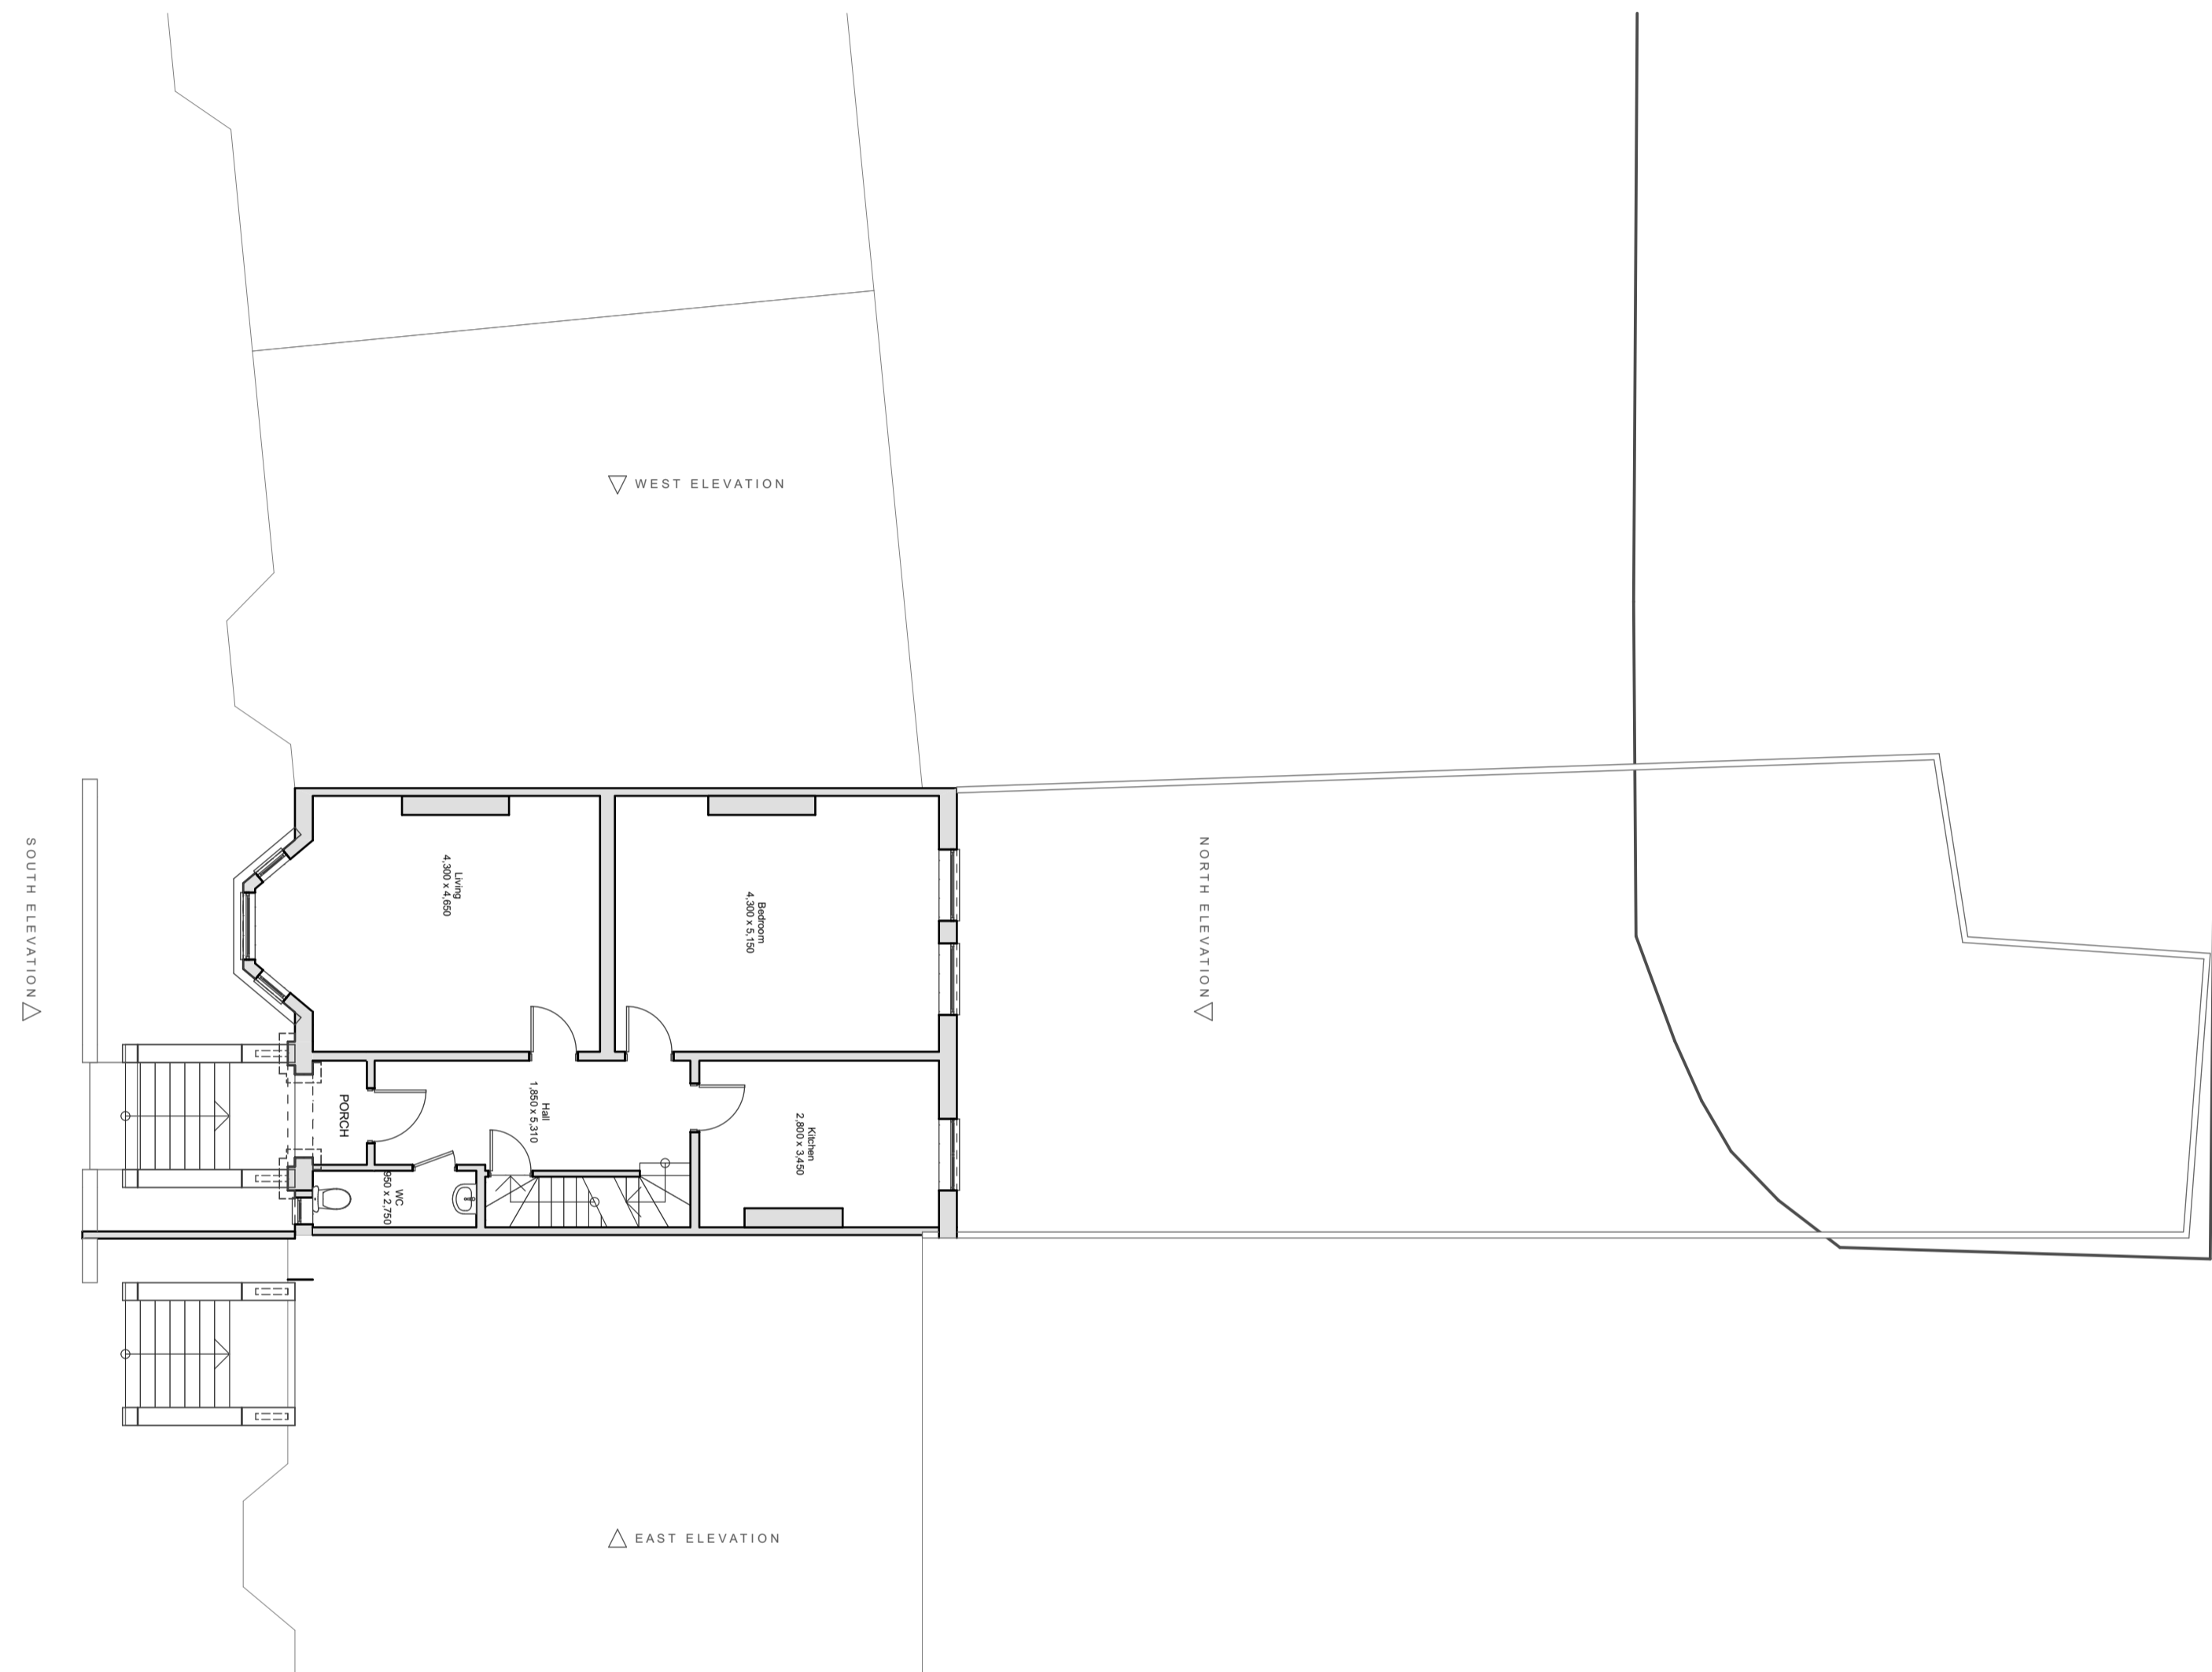 WEST ELEVATION
SOUTH ELEVATION
NORTH ELEVATION
Living
4,300 x 4,650
Bedroom
4,300 x 5,150
PORCH
Hall
1,850 x 5,310
Kitchen
2,800 x 3,450
WC
950 x 2,750
EAST ELEVATION